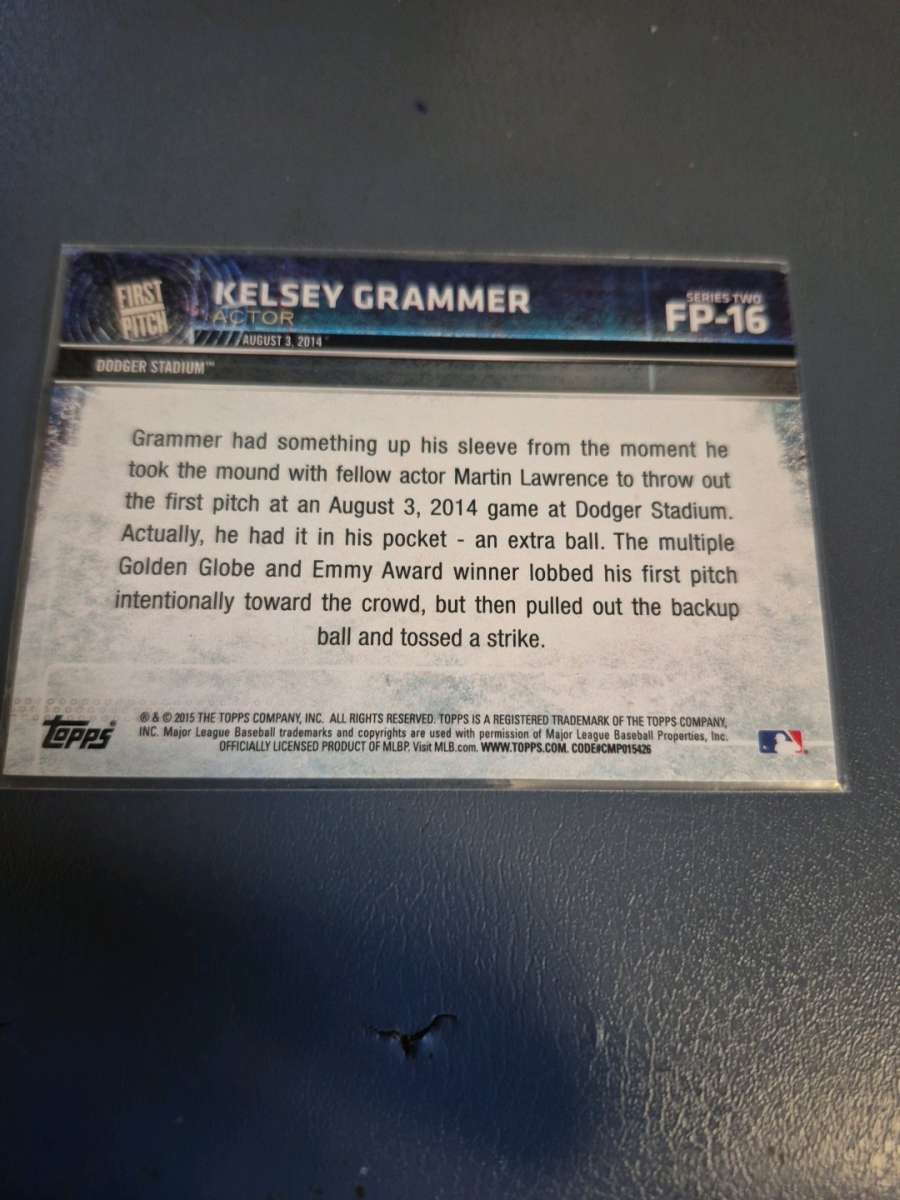 FIRST
PITCH
KELSEY GRAMMER
ACTOR
AUGUST 3, 2014
SERIES TWO
FP-16
DODGER STADIUM™
Grammer had something up his sleeve from the moment he
took the mound with fellow actor Martin Lawrence to throw out
the first pitch at an August 3, 2014 game at Dodger Stadium.
Actually, he had it in his pocket - an extra ball. The multiple
Golden Globe and Emmy Award winner lobbed his first pitch
intentionally toward the crowd, but then pulled out the backup
ball and tossed a strike.
Topps®
® & © 2015 THE TOPPS COMPANY, INC. ALL RIGHTS RESERVED. TOPPS IS A REGISTERED TRADEMARK OF THE TOPPS COMPANY,
INC. Major League Baseball trademarks and copyrights are used with permission of Major League Baseball Properties, Inc.
OFFICIALLY LICENSED PRODUCT OF MLBP. Visit MLB.com. WWW.TOPPS.COM. CODE#CMP015426